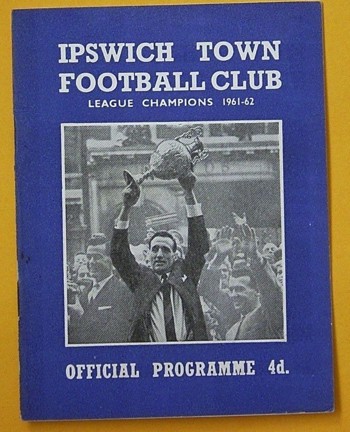 IPSWICH TOWN
FOOTBALL CLUB
LEAGUE CHAMPIONS 1961-62
OFFICIAL PROGRAMME 4d.